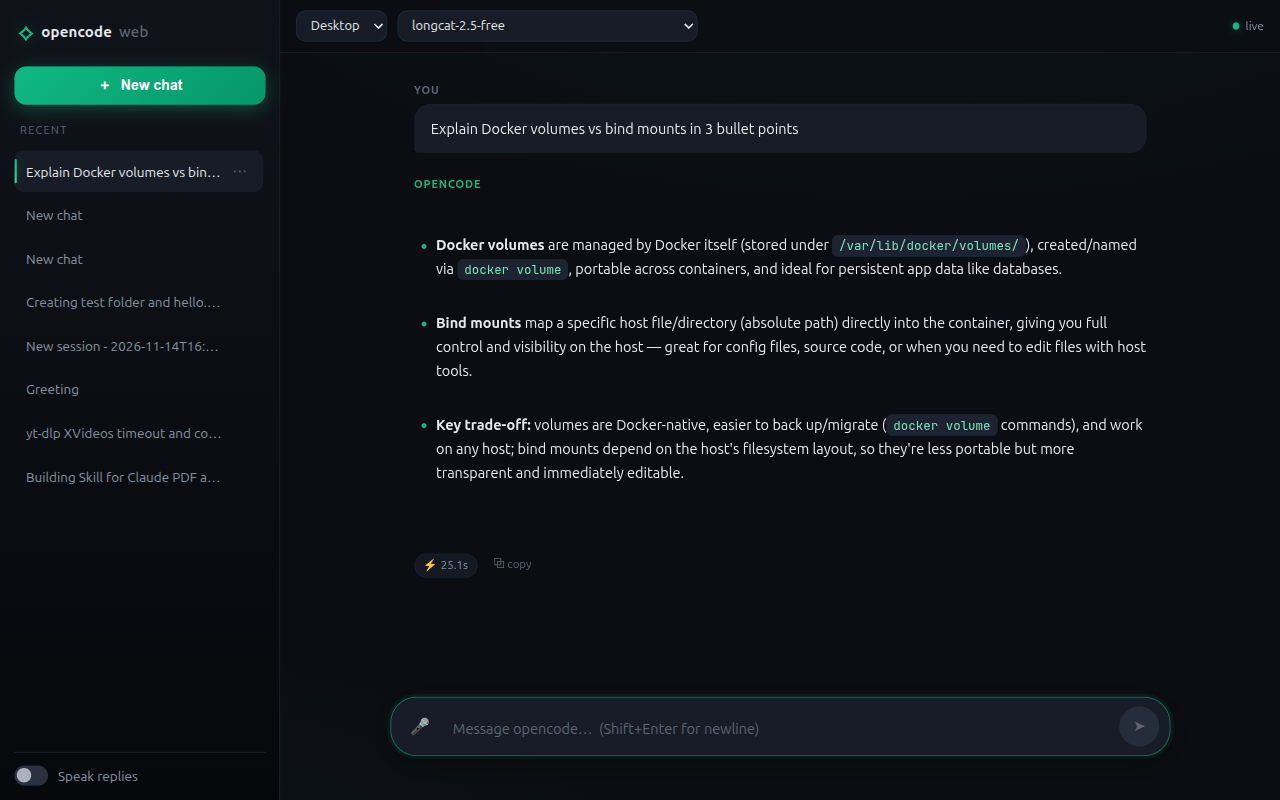 opencode web
+ New chat
RECENT
Explain Docker volumes vs bin… ···
New chat
New chat
Creating test folder and hello.…
New session - 2026-11-14T16:…
Greeting
yt-dlp XVideos timeout and co…
Building Skill for Claude PDF a…
Speak replies
Desktop
longcat-2.5-free
live
YOU
Explain Docker volumes vs bind mounts in 3 bullet points
OPENCODE
• Docker volumes are managed by Docker itself (stored under /var/lib/docker/volumes/ ), created/named
via docker volume , portable across containers, and ideal for persistent app data like databases.
• Bind mounts map a specific host file/directory (absolute path) directly into the container, giving you full
control and visibility on the host — great for config files, source code, or when you need to edit files with host
tools.
• Key trade-off: volumes are Docker-native, easier to back up/migrate ( docker volume commands), and work
on any host; bind mounts depend on the host's filesystem layout, so they're less portable but more
transparent and immediately editable.
⚡ 25.1s
copy
Message opencode… (Shift+Enter for newline)